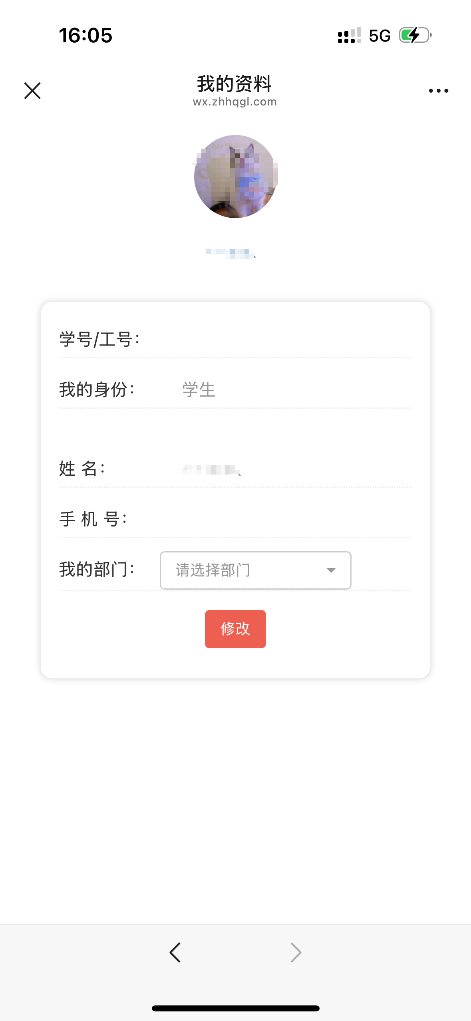 16:05
5G
我的资料
wx.zhhqgl.com
学号/工号：
我的身份： 学生
姓 名：
手 机 号：
我的部门： 请选择部门
修改